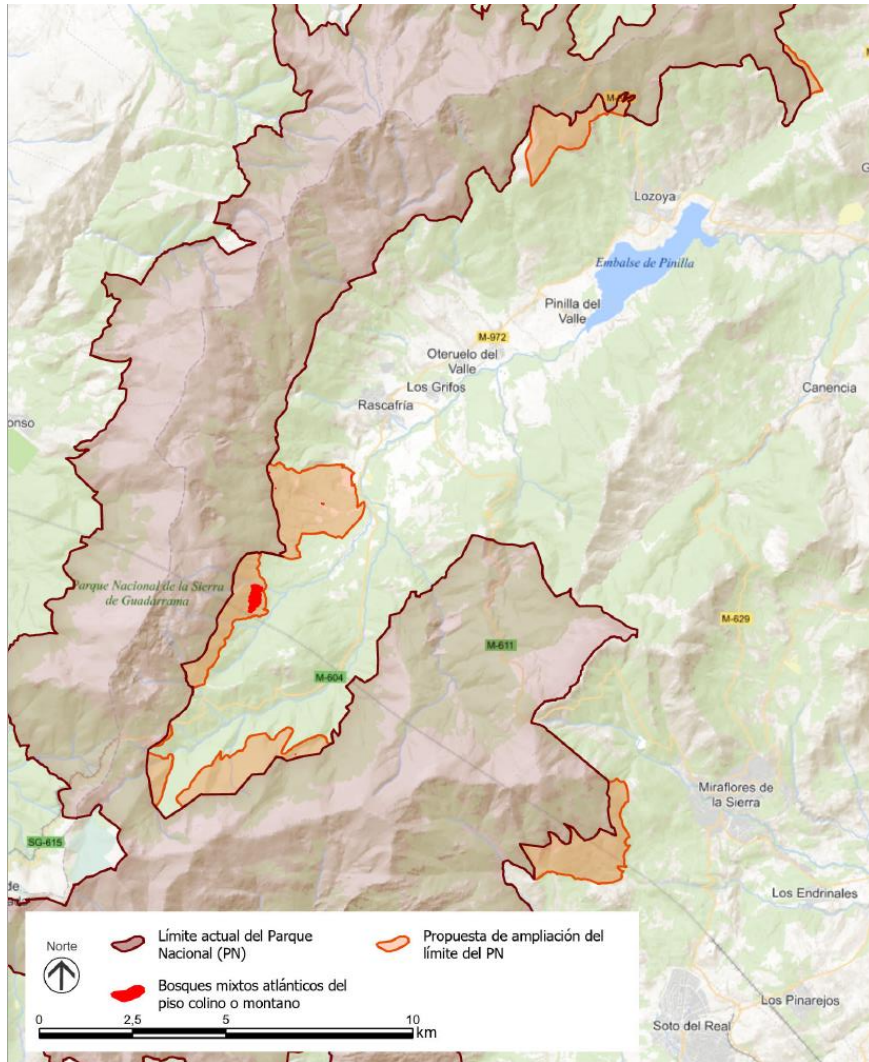 M-
Lozoya
G
Embalse de Pinilla
Pinilla del
Valle
M-972
Oteruelo del
Valle
Los Grifos
Canencia
Rascafría
onso
Parque Nacional de la Sierra
de Guadarrama
M-629
M-611
M-604
Miraflores de
la Sierra
SG-615
de
Los Endrinales
Norte
Límite actual del Parque
Nacional (PN)
Propuesta de ampliación del
límite del PN
Bosques mixtos atlánticos del
piso colino o montano
0 2,5 5 10
km
Los Pinarejos
Soto del Real